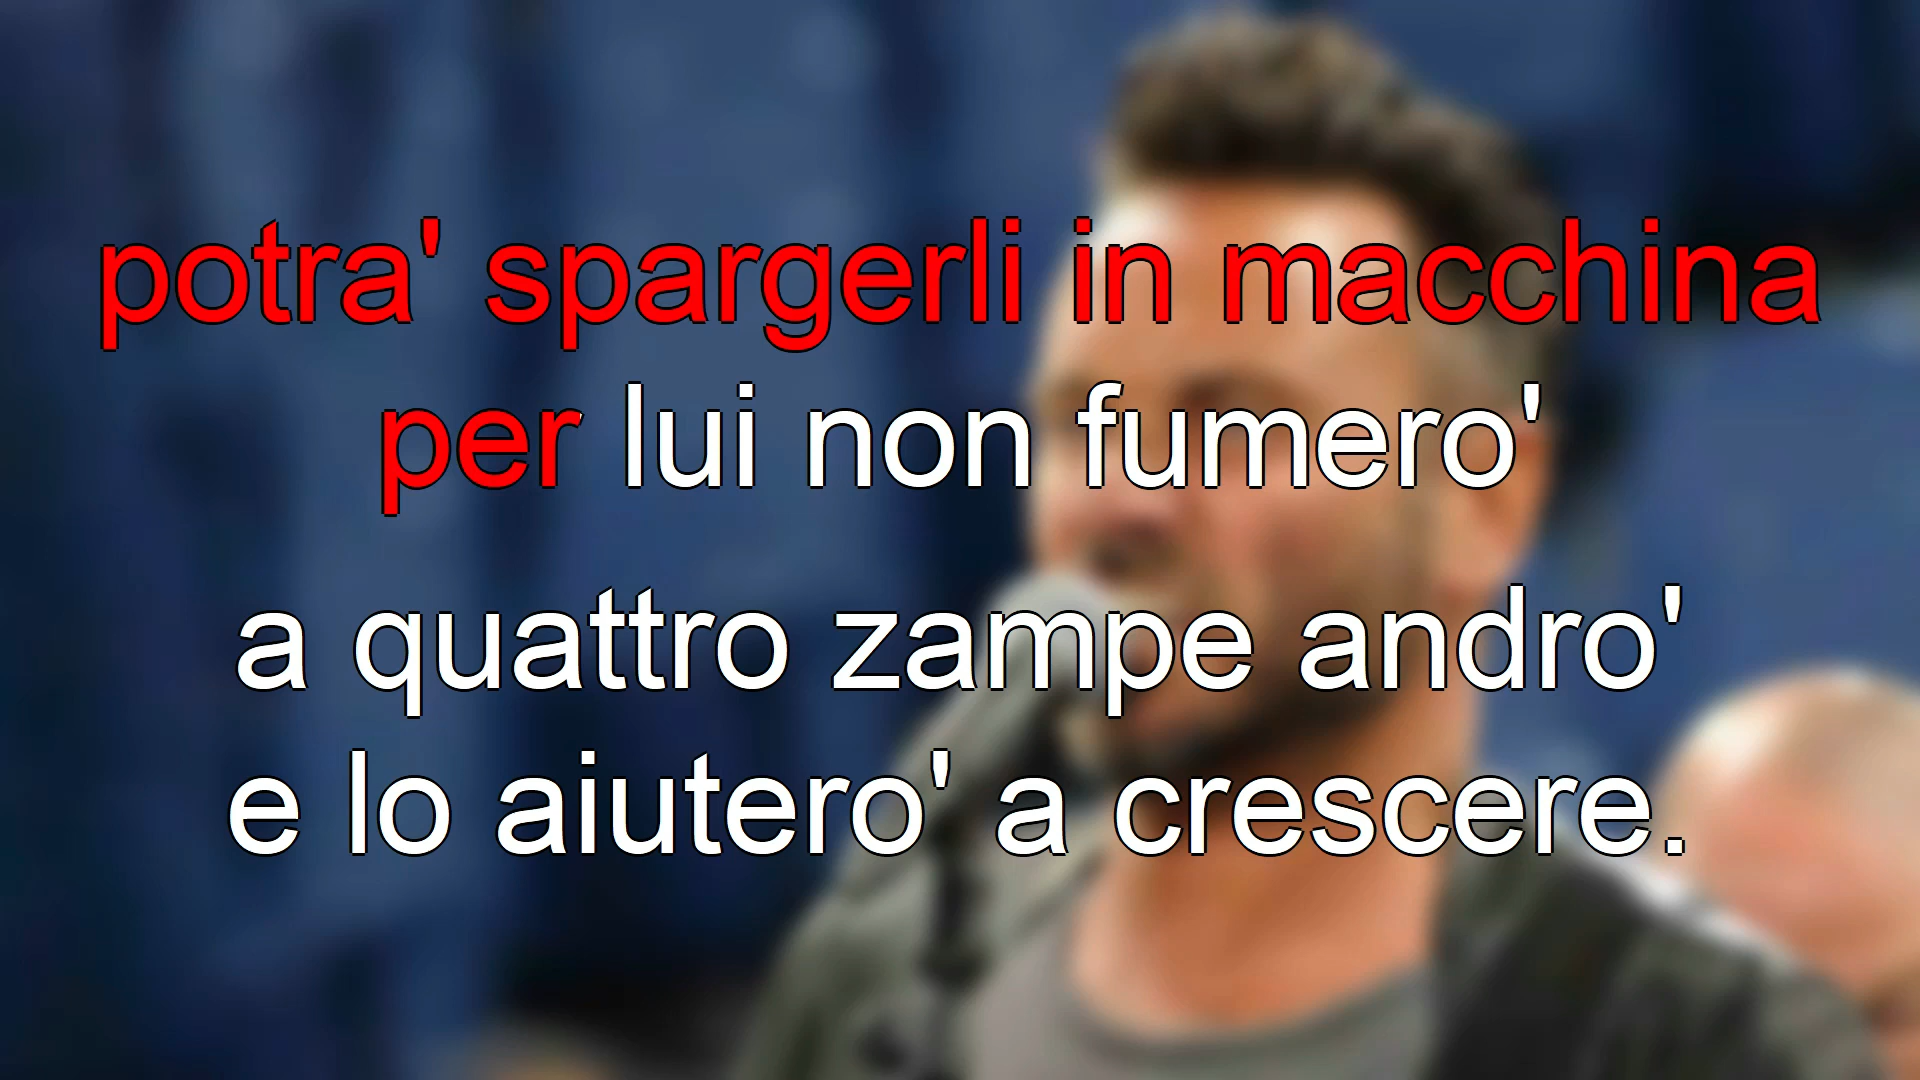 potra' spargerli in macchina
per lui non fumero'
a quattro zampe andro'
e lo aiutero' a crescere.